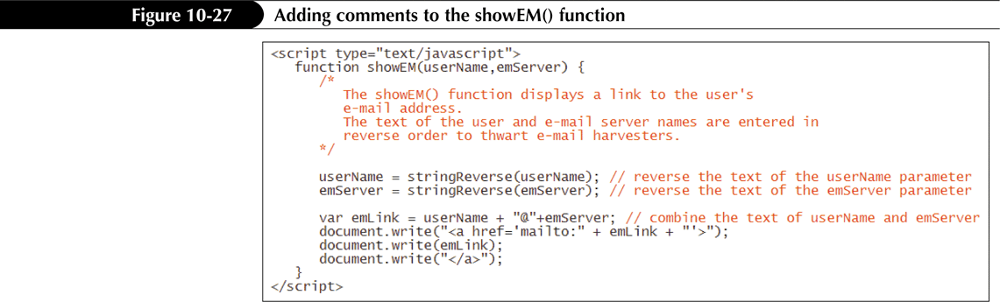 Figure 10-27 Adding comments to the showEM() function
<script type="text/javascript">
function showEM(userName,emServer) {
/*
The showEM() function displays a link to the user's
e-mail address.
The text of the user and e-mail server names are entered in
reverse order to thwart e-mail harvesters.
*/
userName = stringReverse(userName); // reverse the text of the userName parameter
emServer = stringReverse(emServer); // reverse the text of the emServer parameter
var emLink = userName + "@"+emServer; // combine the text of userName and emServer
document.write("<a href='mailto:" + emLink + "'>");
document.write(emLink);
document.write("</a>");
}
</script>